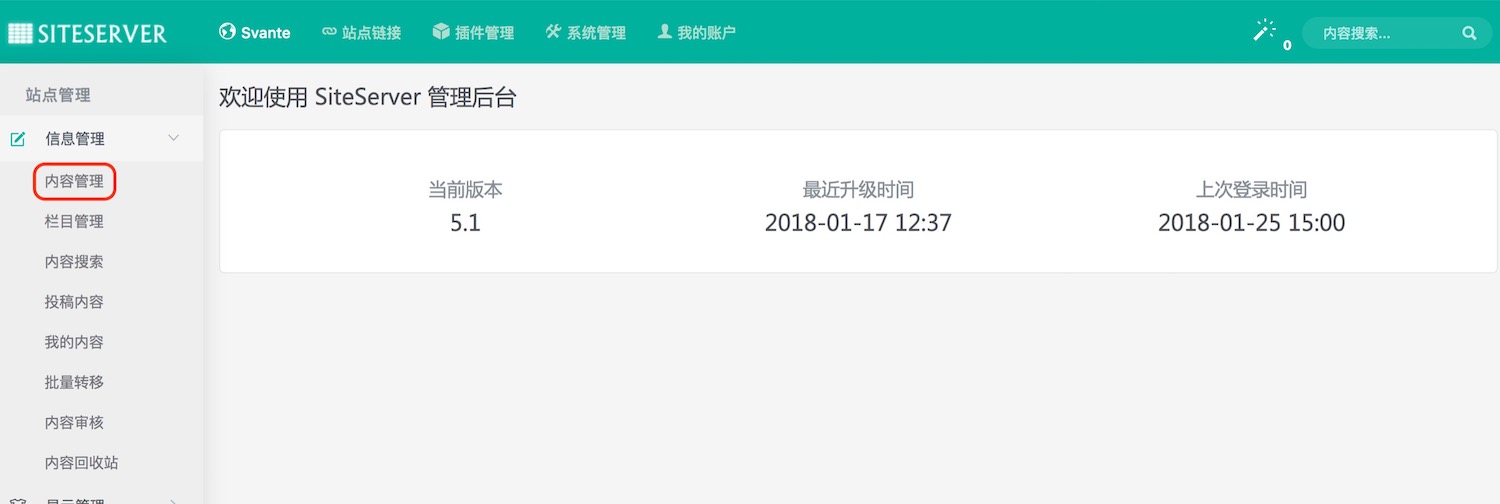 SITESERVER
Svante 站点链接 插件管理 系统管理 我的账户
0
内容搜索...
站点管理
信息管理
内容管理
栏目管理
内容搜索
投稿内容
我的内容
批量转移
内容审核
内容回收站
显示管理
欢迎使用 SiteServer 管理后台
当前版本
5.1
最近升级时间
2018-01-17 12:37
上次登录时间
2018-01-25 15:00